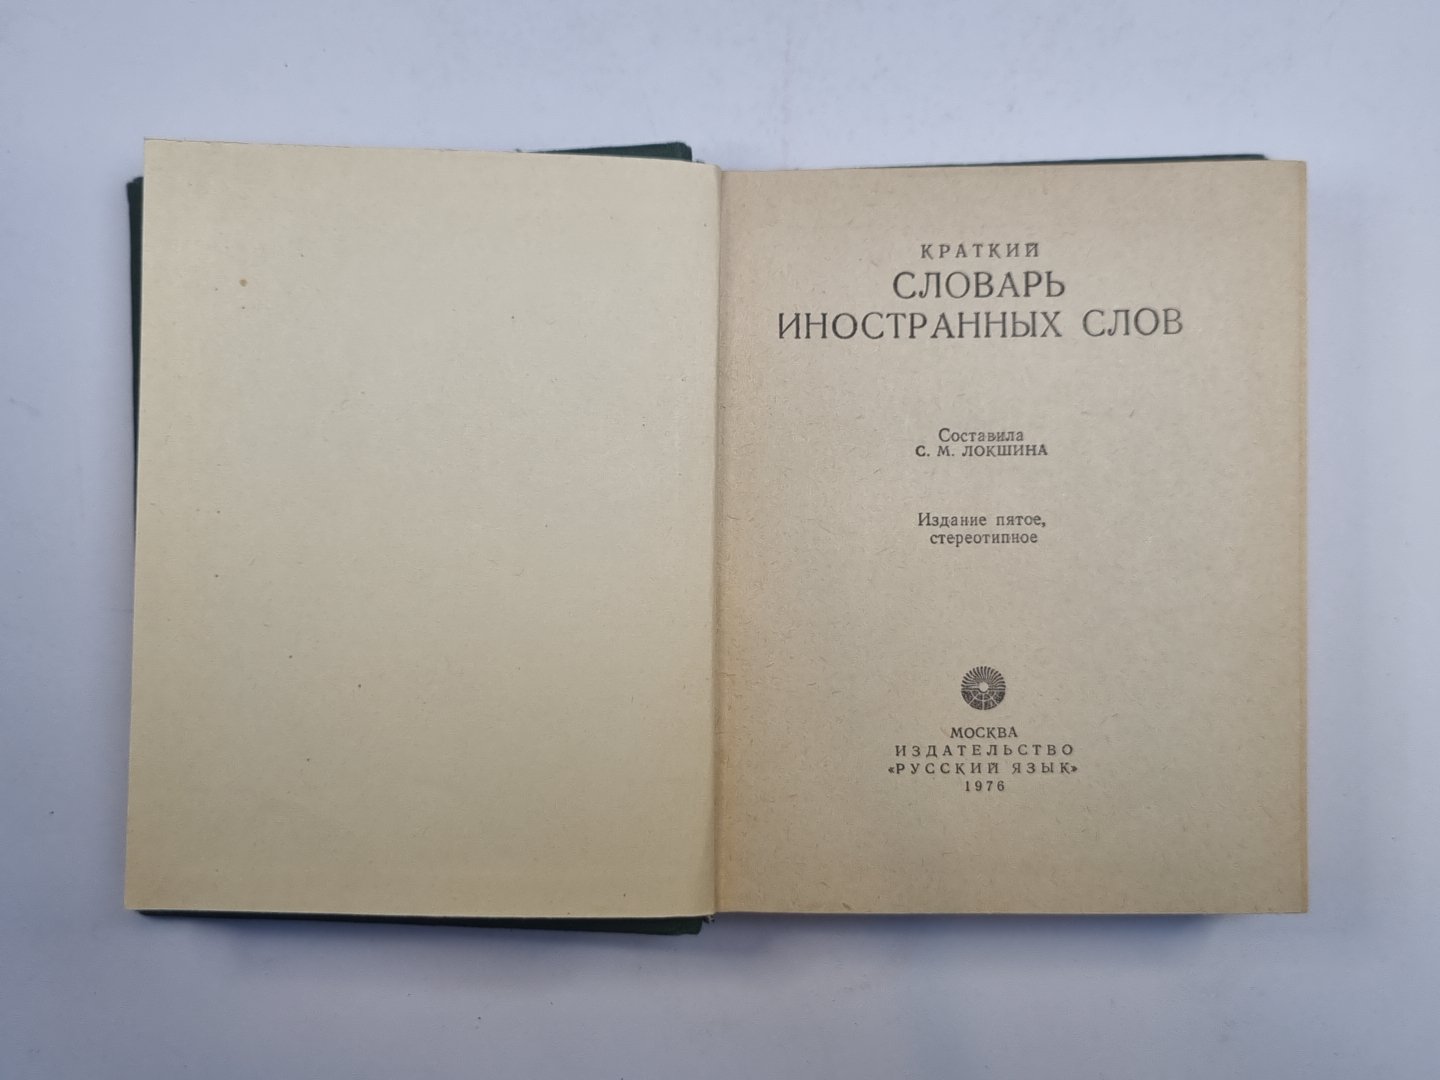 КРАТКИЙ
СЛОВАРЬ
ИНОСТРАННЫХ СЛОВ
Составила
С. М. ЛОКШИНА
Издание пятое,
стереотипное
МОСКВА
ИЗДАТЕЛЬСТВО
«РУССКИЙ ЯЗЫК»
1976